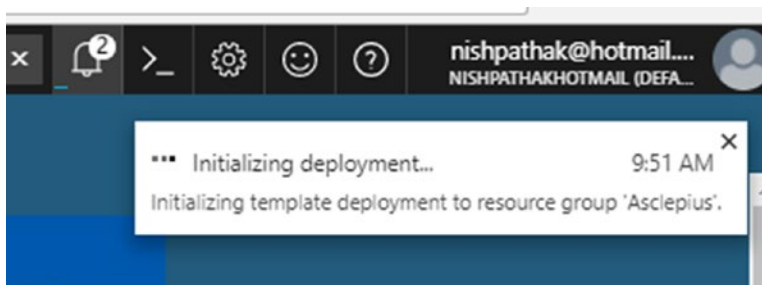 2
nishpathak@hotmail....
NISHPATHAKHOTMAIL (DEFA...
Initializing deployment... 9:51 AM
Initializing template deployment to resource group 'Asclepius'.